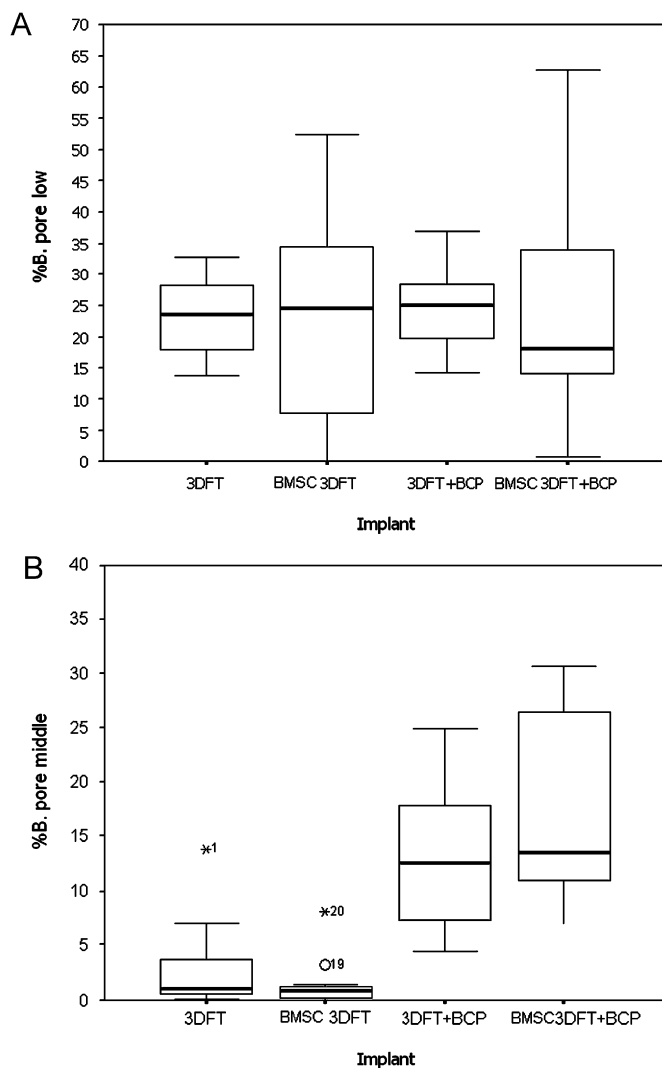 A
70
65
60
55
50
45
40
35
30
25
20
15
10
5
0
%B. pore low
3DFT
BMSC 3DFT
3DFT+BCP
BMSC 3DFT+BCP
Implant
B
40
35
30
25
20
15
10
5
0
%B. pore middle
*1
*20
O19
3DFT
BMSC 3DFT
3DFT+BCP
BMSC3DFT+BCP
Implant